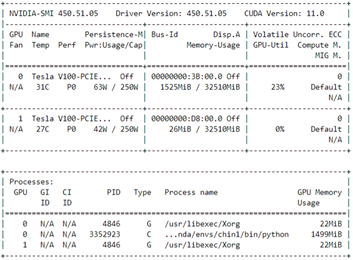 NVIDIA-SMI 450.51.05 Driver Version: 450.51.05 CUDA Version: 11.0
GPU Name Persistence-M| Bus-Id Disp.A | Volatile Uncorr. ECC
Fan Temp Perf Pwr:Usage/Cap| Memory-Usage | GPU-Util Compute M.
MIG M.
0 Tesla V100-PCIE... Off | 00000000:3B:00.0 Off | 0
N/A 31C P0 63W / 250W | 1525MiB / 32510MiB | 23% Default
N/A
1 Tesla V100-PCIE... Off | 00000000:D8:00.0 Off | 0
N/A 27C P0 42W / 250W | 26MiB / 32510MiB | 0% Default
N/A
Processes:
GPU GI CI PID Type Process name GPU Memory
ID ID Usage
0 N/A N/A 4846 G /usr/libexec/Xorg 22MiB
0 N/A N/A 3352923 C ...nda/envs/chin1/bin/python 1499MiB
1 N/A N/A 4846 G /usr/libexec/Xorg 22MiB